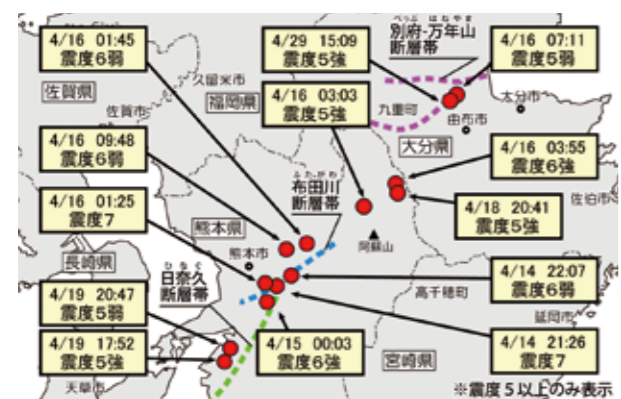 4/16 01:45
震度6弱
4/29 15:09
震度5強
べっぷ はねやま
別府-万年山
断層帯
4/16 07:11
震度5弱
佐賀県
久留米市
福岡県
4/16 03:03
震度5強
九重町
大分市
由布市
佐賀市
大分県
4/16 09:48
震度6弱
4/16 03:55
震度6強
ふたがわ
布田川
断層帯
4/16 01:25
震度7
4/18 20:41
震度5強
佐伯市
熊本県
阿蘇山
熊本市
長崎県
ひなぐ
日奈久
断層帯
4/14 22:07
震度6弱
高千穂町
4/19 20:47
震度5弱
延岡市
4/19 17:52
震度5強
4/15 00:03
震度6強
宮崎県
4/14 21:26
震度7
天草市
※震度5以上のみ表示